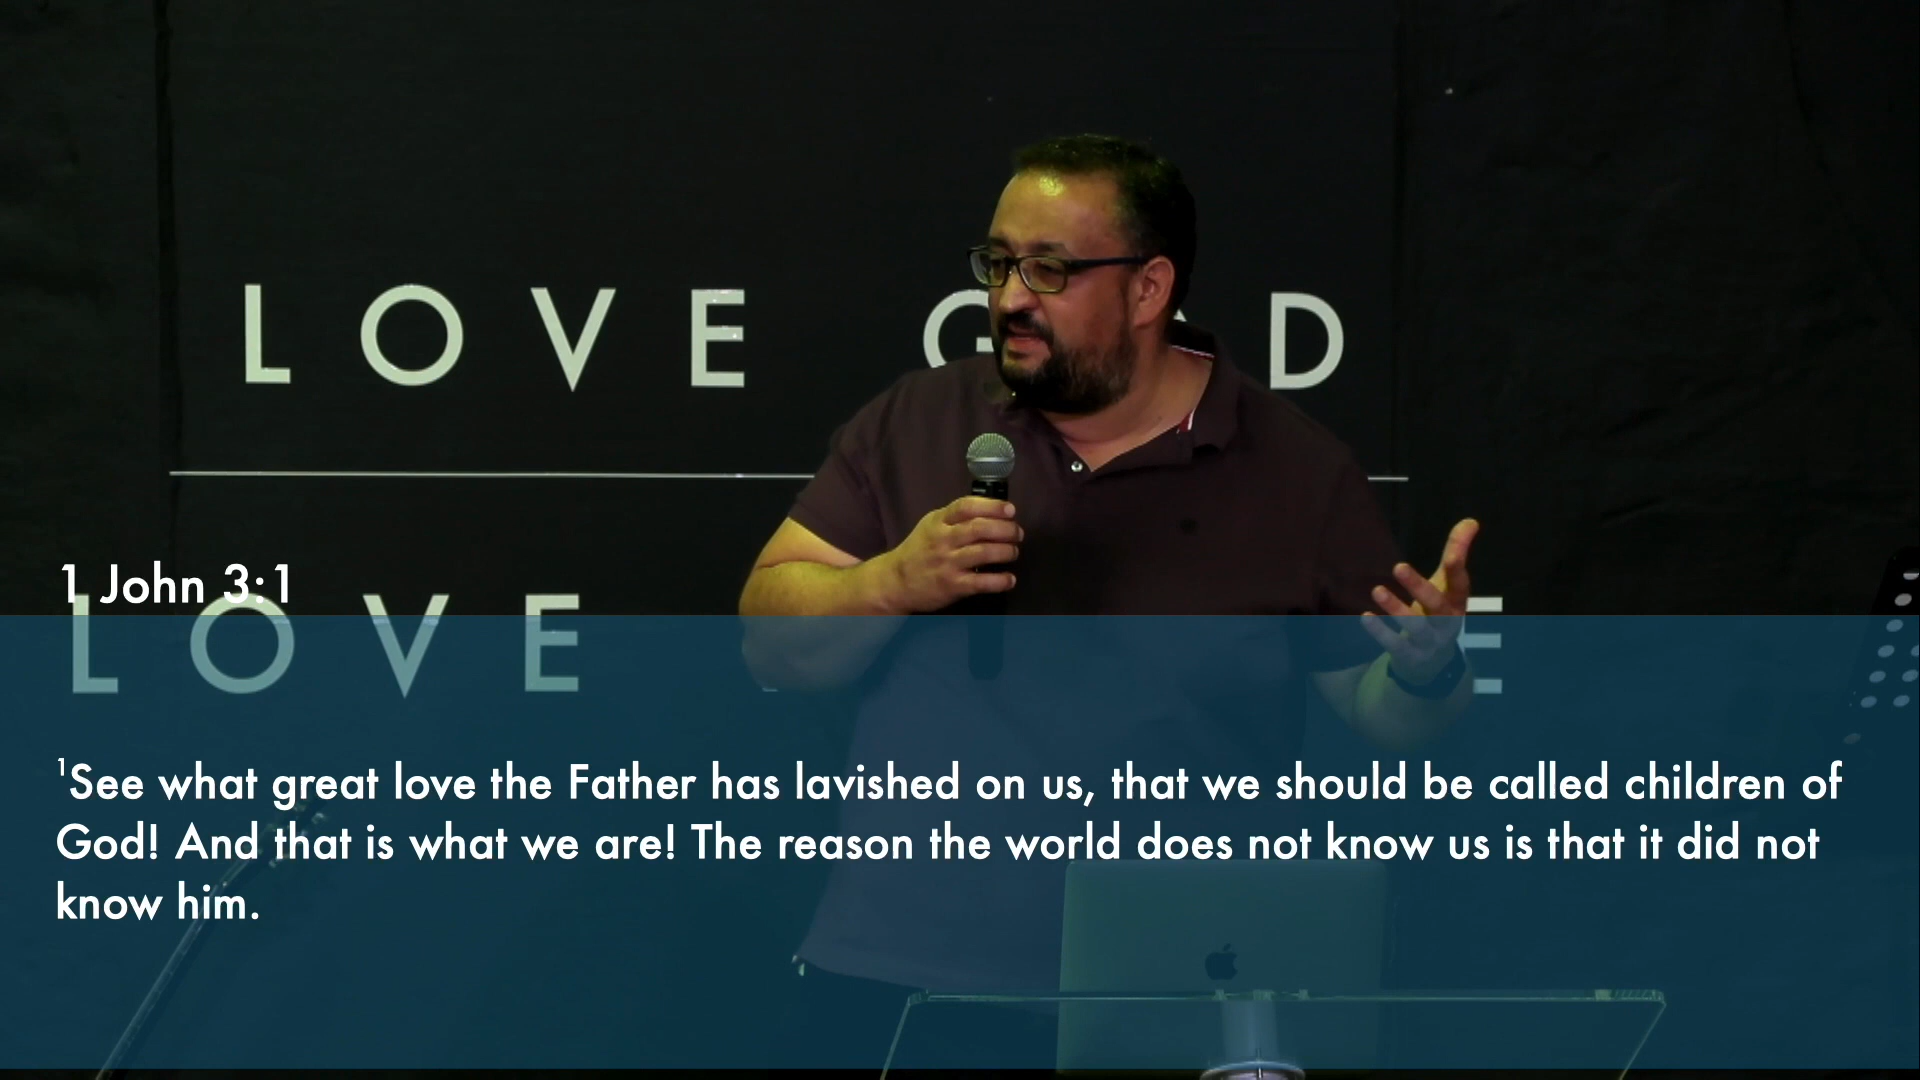 LOVE G D
1 John 3:1
LOVE E
¹See what great love the Father has lavished on us, that we should be called children of
God! And that is what we are! The reason the world does not know us is that it did not
know him.